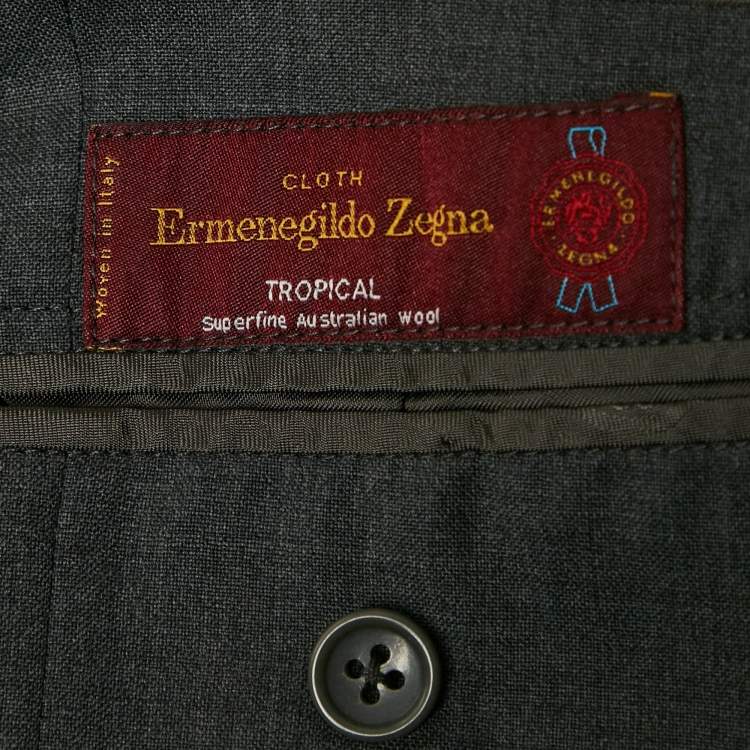 Woven in Italy
CLOTH
Ermenegildo Zegna
TROPICAL
Superfine Australian Wool
ERMENEGILDO
ZEGNA